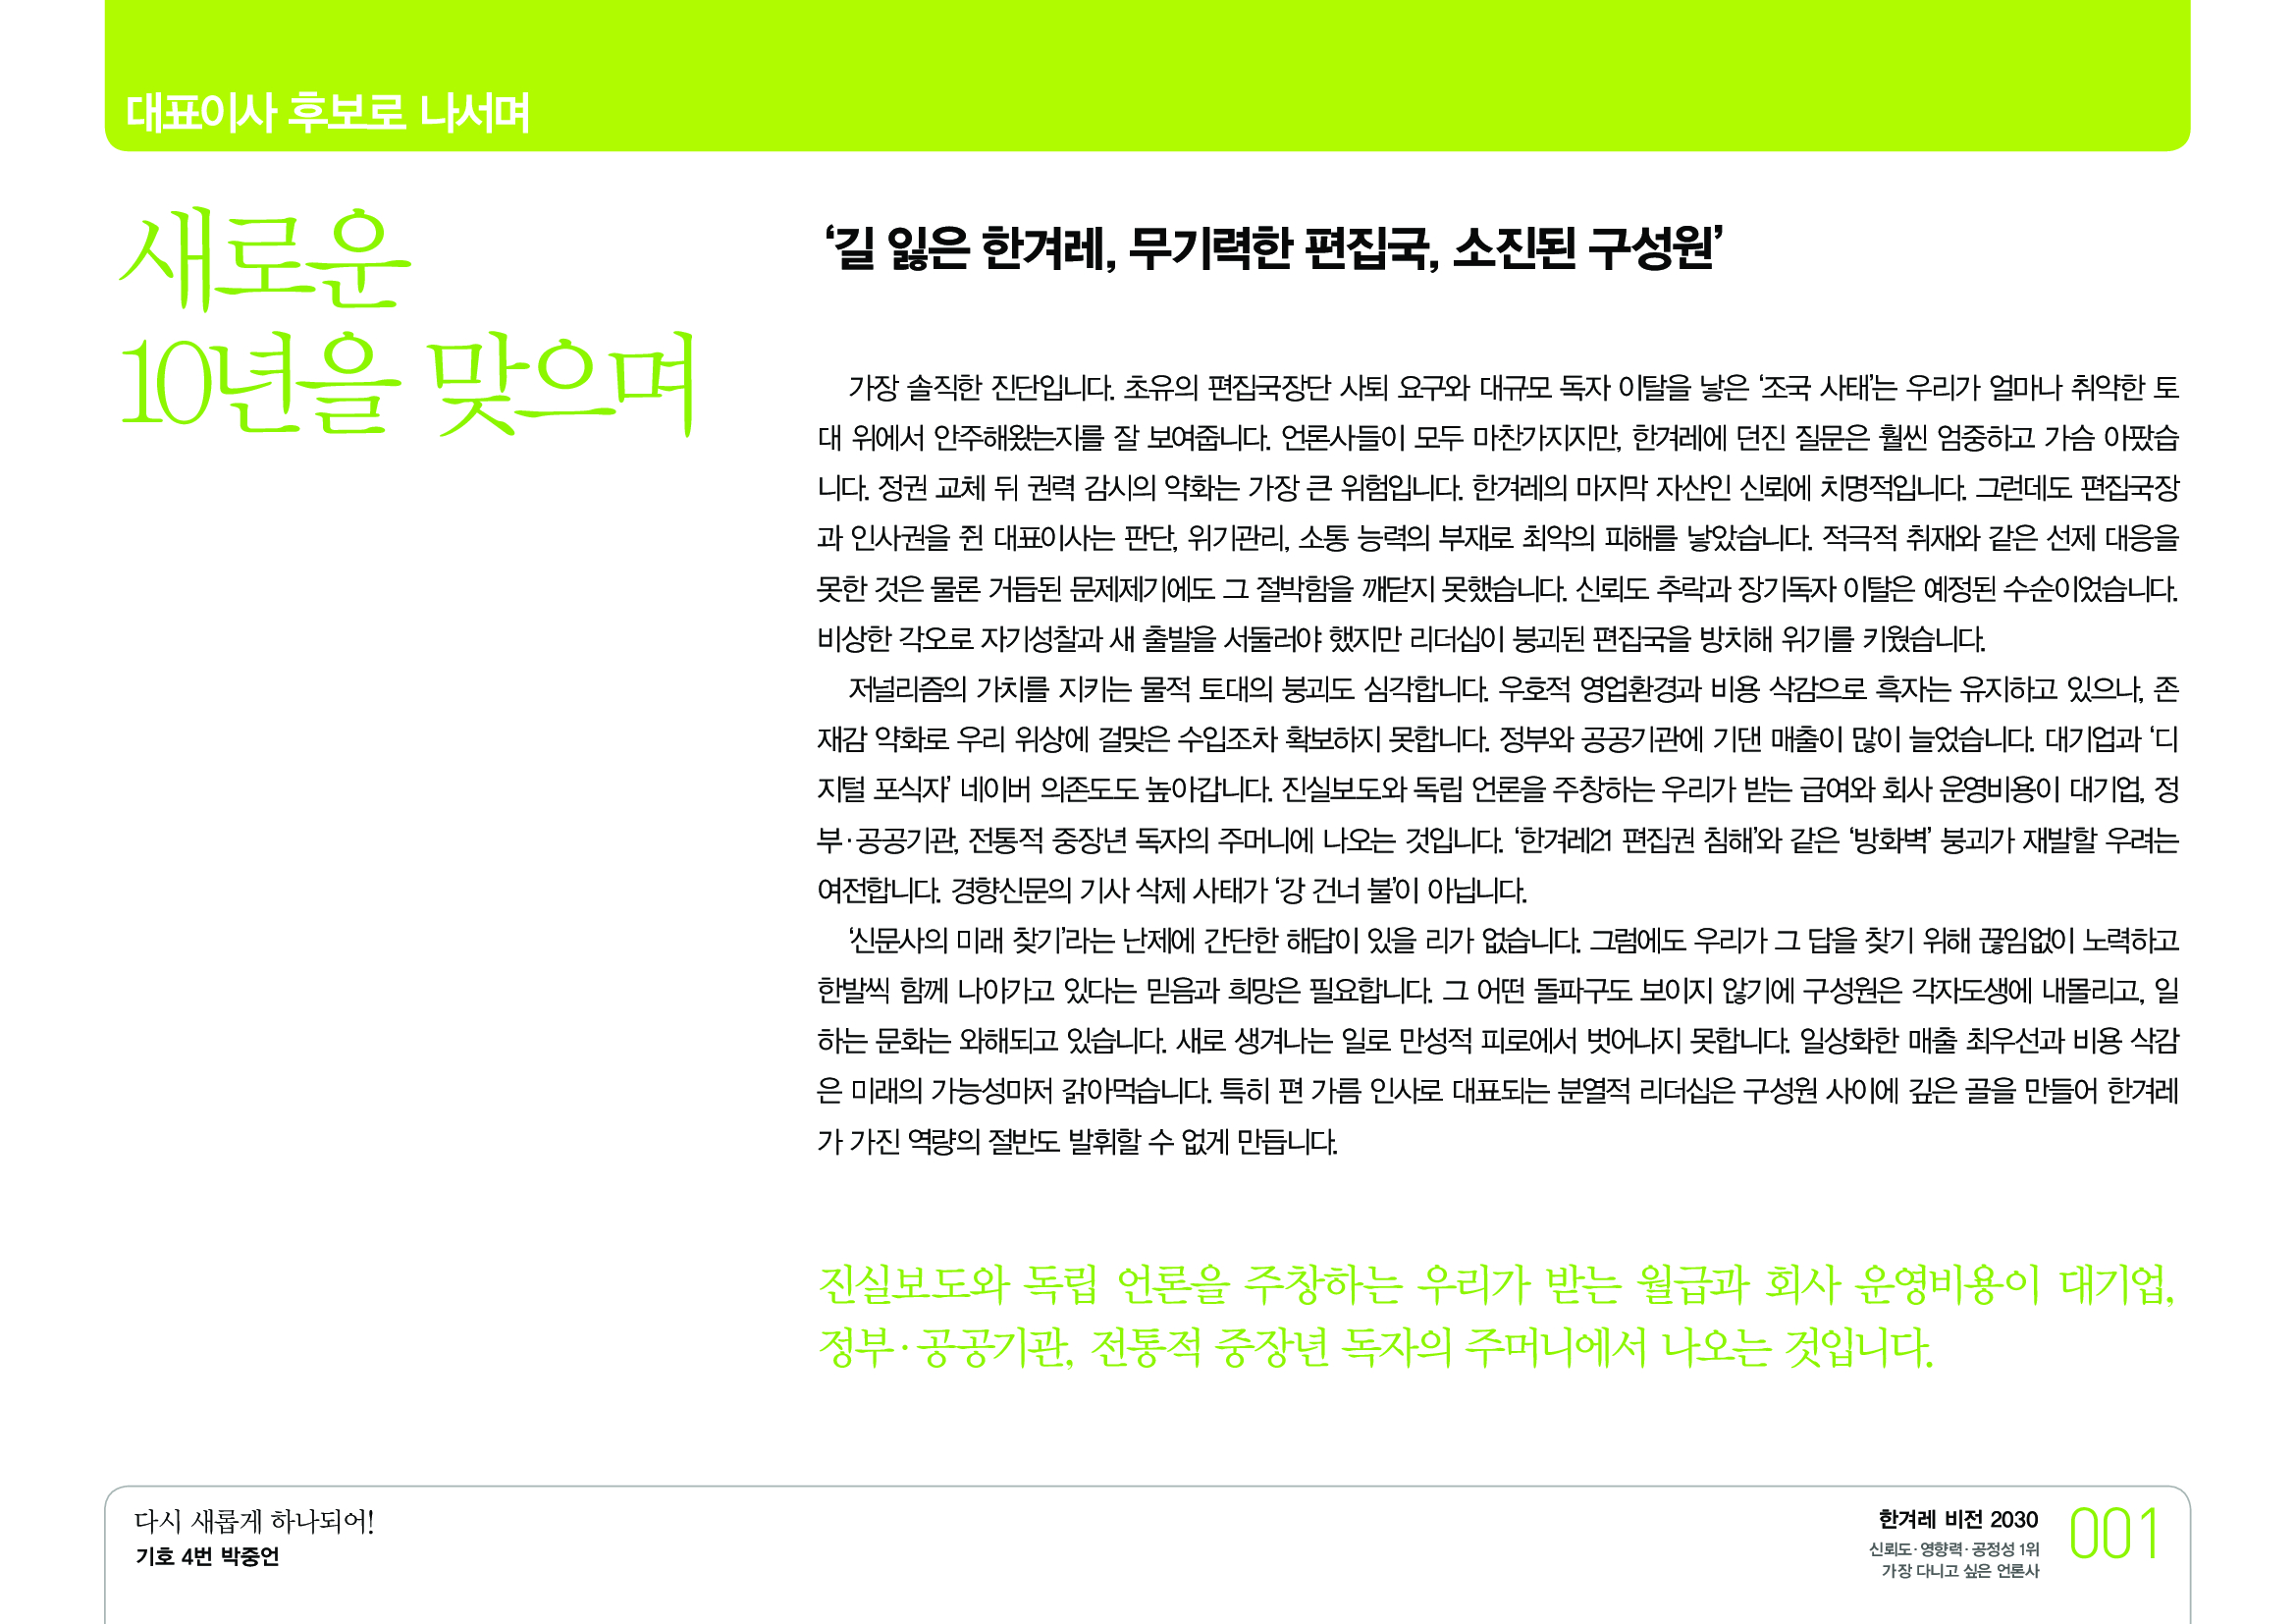 대표이사 후보로 나서며
새로운
10년을 맞으며
‘길 잃은 한겨레, 무기력한 편집국, 소진된 구성원’
가장 솔직한 진단입니다. 초유의 편집국장단 사퇴 요구와 대규모 독자 이탈을 낳은 ‘조국 사태’는 우리가 얼마나 취약한 토
대 위에서 안주해왔는지를 잘 보여줍니다. 언론사들이 모두 마찬가지지만, 한겨레에 던진 질문은 훨씬 엄중하고 가슴 아팠습
니다. 정권 교체 뒤 권력 감시의 약화는 가장 큰 위험입니다. 한겨레의 마지막 자산인 신뢰에 치명적입니다. 그런데도 편집국장
과 인사권을 쥔 대표이사는 판단, 위기관리, 소통 능력의 부재로 최악의 피해를 낳았습니다. 적극적 취재와 같은 선제 대응을
못한 것은 물론 거듭된 문제제기에도 그 절박함을 깨닫지 못했습니다. 신뢰도 추락과 장기독자 이탈은 예정된 수순이었습니다.
비상한 각오로 자기성찰과 새 출발을 서둘러야 했지만 리더십이 붕괴된 편집국을 방치해 위기를 키웠습니다.
저널리즘의 가치를 지키는 물적 토대의 붕괴도 심각합니다. 우호적 영업환경과 비용 삭감으로 흑자는 유지하고 있으나, 존
재감 약화로 우리 위상에 걸맞은 수입조차 확보하지 못합니다. 정부와 공공기관에 기댄 매출이 많이 늘었습니다. 대기업과 ‘디
지털 포식자’ 네이버 의존도도 높아갑니다. 진실보도와 독립 언론을 주창하는 우리가 받는 급여와 회사 운영비용이 대기업, 정
부·공공기관, 전통적 중장년 독자의 주머니에 나오는 것입니다. ‘한겨레21 편집권 침해’와 같은 ‘방화벽’ 붕괴가 재발할 우려는
여전합니다. 경향신문의 기사 삭제 사태가 ‘강 건너 불’이 아닙니다.
‘신문사의 미래 찾기’라는 난제에 간단한 해답이 있을 리가 없습니다. 그럼에도 우리가 그 답을 찾기 위해 끊임없이 노력하고
한발씩 함께 나아가고 있다는 믿음과 희망은 필요합니다. 그 어떤 돌파구도 보이지 않기에 구성원은 각자도생에 내몰리고, 일
하는 문화는 와해되고 있습니다. 새로 생겨나는 일로 만성적 피로에서 벗어나지 못합니다. 일상화한 매출 최우선과 비용 삭감
은 미래의 가능성마저 갉아먹습니다. 특히 편 가름 인사로 대표되는 분열적 리더십은 구성원 사이에 깊은 골을 만들어 한겨레
가 가진 역량의 절반도 발휘할 수 없게 만듭니다.
진실보도와 독립 언론을 주창하는 우리가 받는 월급과 회사 운영비용이 대기업,
정부·공공기관, 전통적 중장년 독자의 주머니에서 나오는 것입니다.
다시 새롭게 하나되어!
기호 4번 박중언
한겨레 비전 2030
신뢰도·영향력·공정성 1위
가장 다니고 싶은 언론사
001